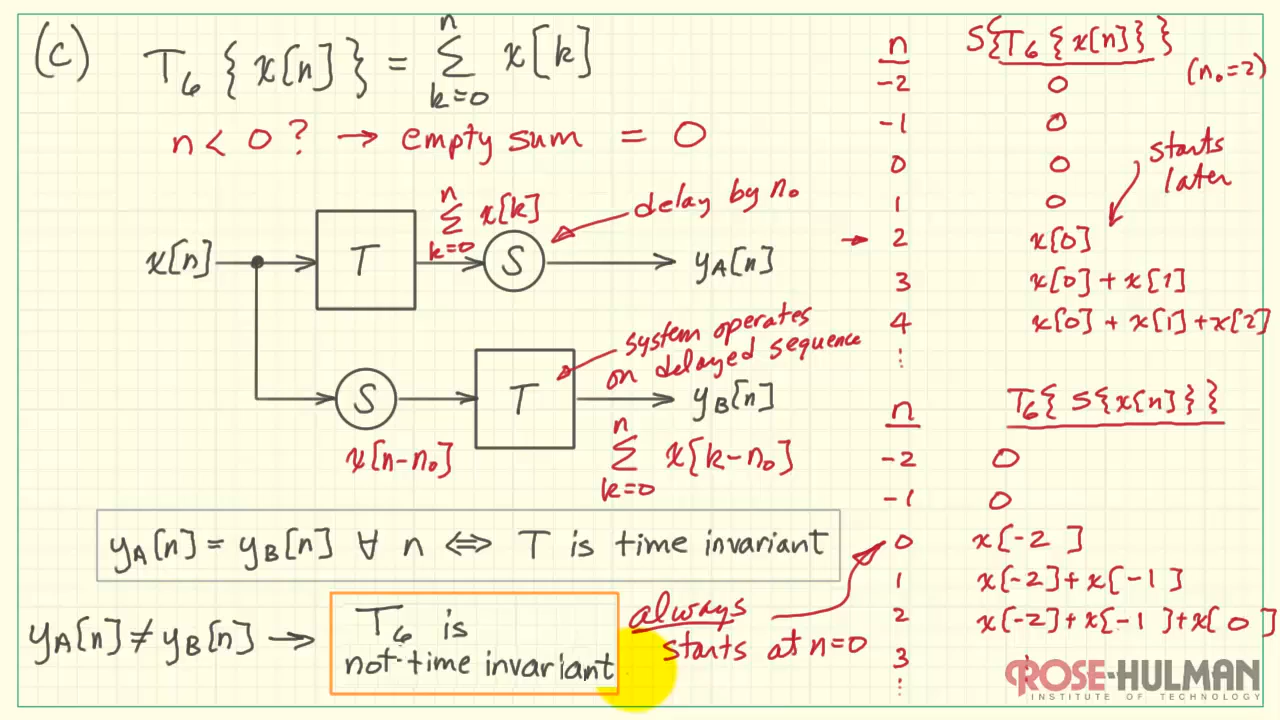 (c) T₆{x[n]} = Σ x[k]
n
k=0
n < 0? → empty sum = 0
n
Σ x[k]
k=0
delay by n₀
x[n] T S yA[n]
system operates
on delayed sequence
S T yB[n]
x[n-n₀]
n
Σ x[k-n₀]
k=0
yA[n] = yB[n] ∀ n ⇔ T is time invariant
yA[n] ≠ yB[n] →
T₆ is
not-time invariant
always
starts at n=0
n S{T₆{x[n]}}
(n₀=2)
-2 0
-1 0
0 0
1 0
starts
later
→ 2 x[0]
3 x[0] + x[1]
4 x[0] + x[1] + x[2]
⋮
n T₆{S{x[n]}}
-2 0
-1 0
0 x[-2 ]
1 x[-2] + x[-1]
2 x[-2] + x[-1] + x[0]
3
⋮
ROSE-HULMAN
INSTITUTE OF TECHNOLOGY